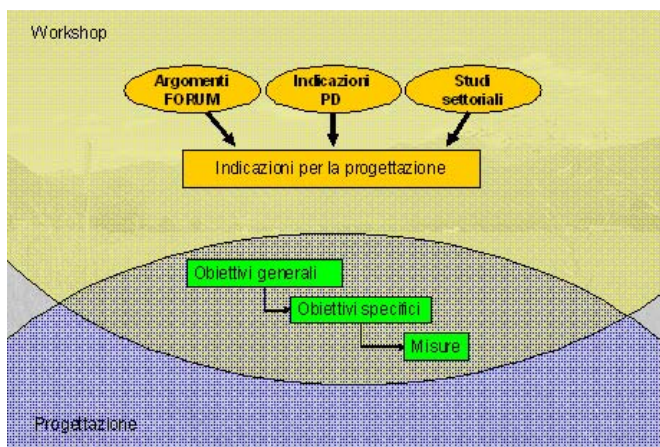 Workshop
Argomenti
FORUM
Indicazioni
PD
Studi
settoriali
Indicazioni per la progettazione
Obiettivi generali
Obiettivi specifici
Misure
Progettazione